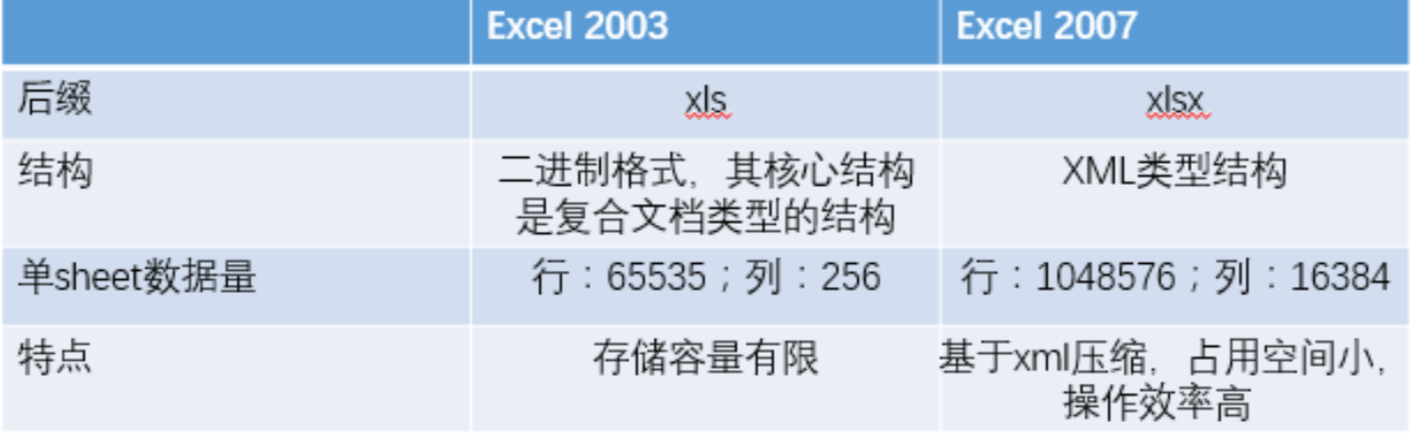 Excel 2003 Excel 2007
后缀 xls xlsx
结构 二进制格式，其核心结构 XML类型结构
是复合文档类型的结构
单sheet数据量 行：65535；列：256 行：1048576；列：16384
特点 存储容量有限 基于xml压缩，占用空间小，
操作效率高